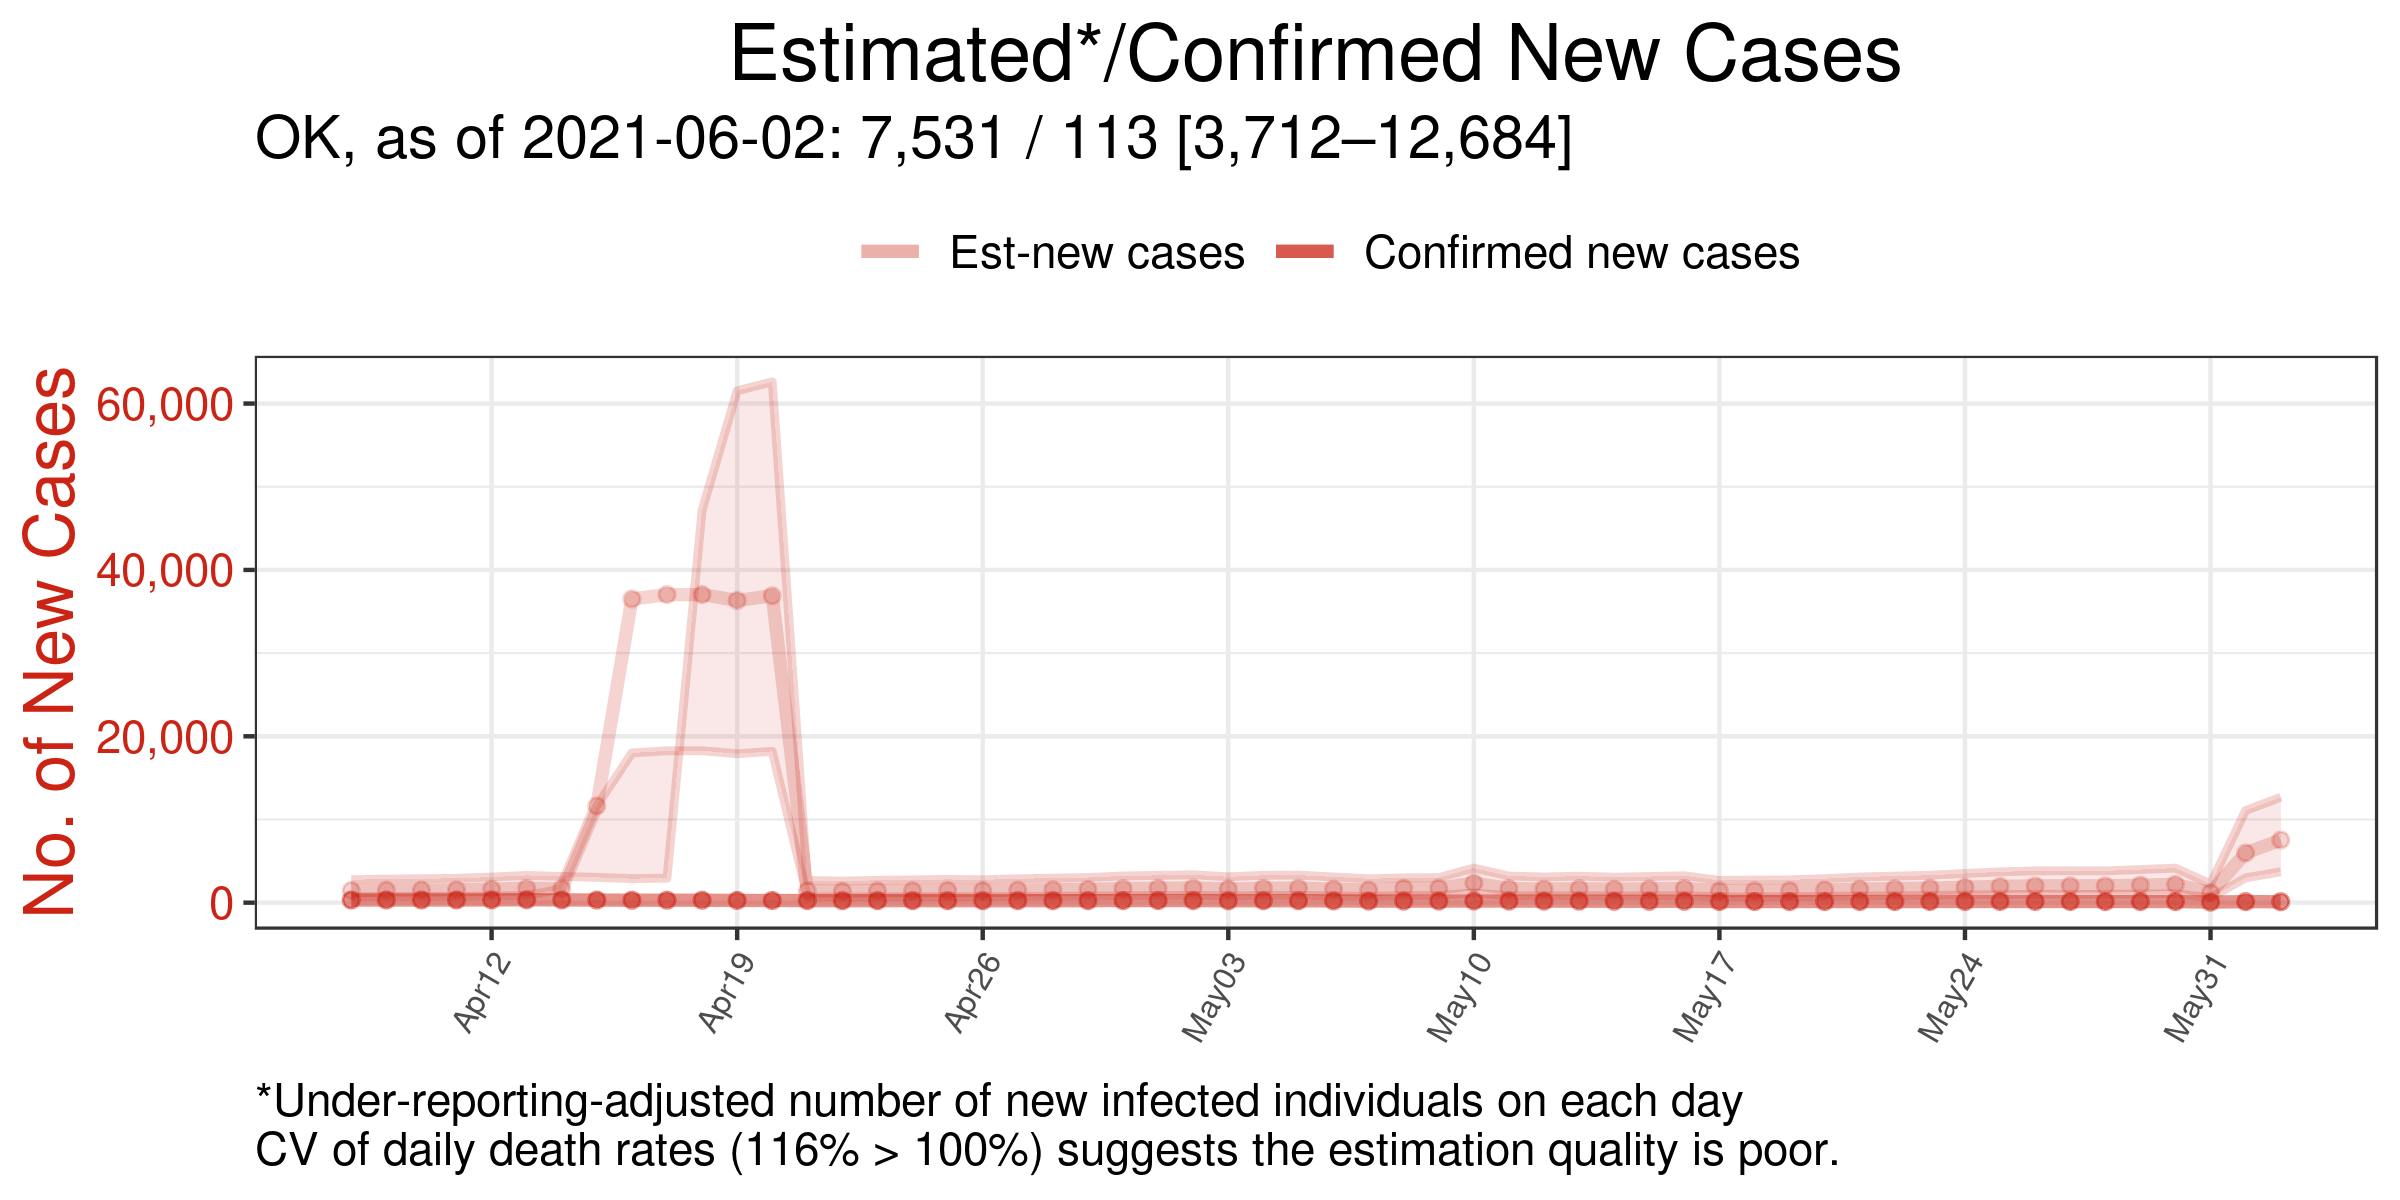 Estimated*/Confirmed New Cases
OK, as of 2021-06-02: 7,531 / 113 [3,712–12,684]
Est-new cases
Confirmed new cases
No. of New Cases
60,000
40,000
20,000
0
Apr12
Apr19
Apr26
May03
May10
May17
May24
May31
*Under-reporting-adjusted number of new infected individuals on each day
CV of daily death rates (116% > 100%) suggests the estimation quality is poor.